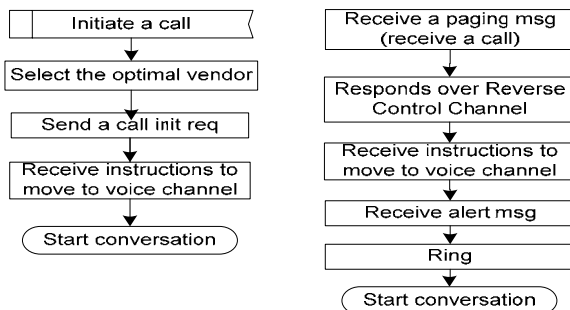 Initiate a call
Select the optimal vendor
Send a call init req
Receive instructions to
move to voice channel
Start conversation
Receive a paging msg
(receive a call)
Responds over Reverse
Control Channel
Receive instructions to
move to voice channel
Receive alert msg
Ring
Start conversation